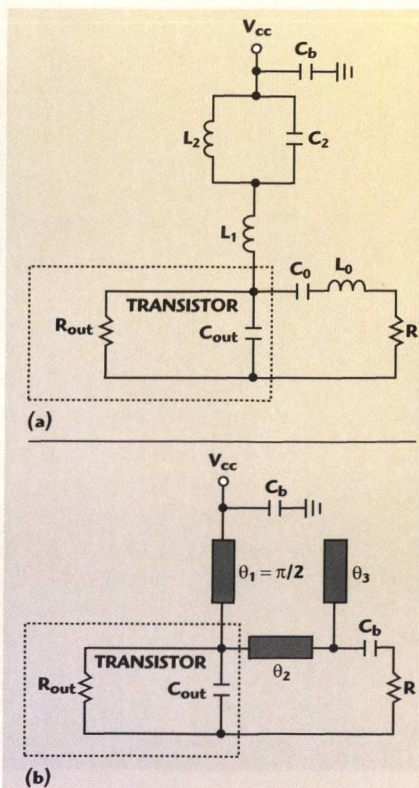 Vcc
Cb
L2
C2
L1
C0
L0
TRANSISTOR
Rout
Cout
R
(a)
Vcc
Cb
θ1 = π/2
θ3
Cb
TRANSISTOR
θ2
Rout
Cout
R
(b)